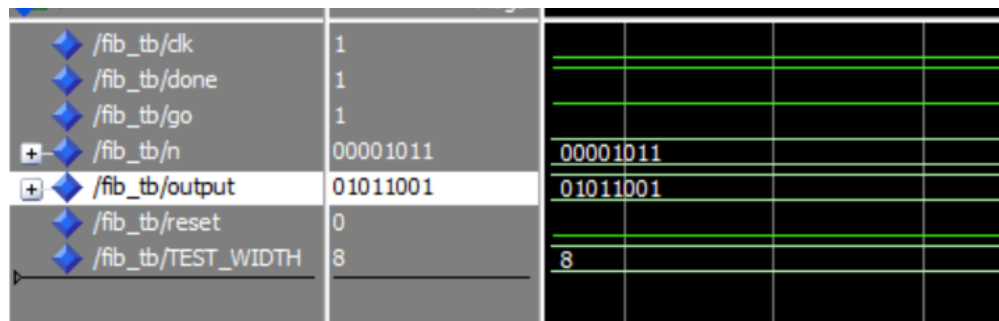 /fib_tb/clk 1
/fib_tb/done 1
/fib_tb/go 1
/fib_tb/n 00001011 00001011
/fib_tb/output 01011001 01011001
/fib_tb/reset 0
/fib_tb/TEST_WIDTH 8 8